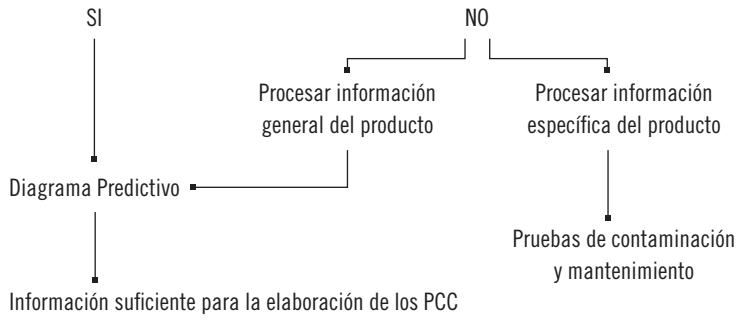 SI
NO
Procesar información
general del producto
Procesar información
específica del producto
Diagrama Predictivo
Pruebas de contaminación
y mantenimiento
Información suficiente para la elaboración de los PCC